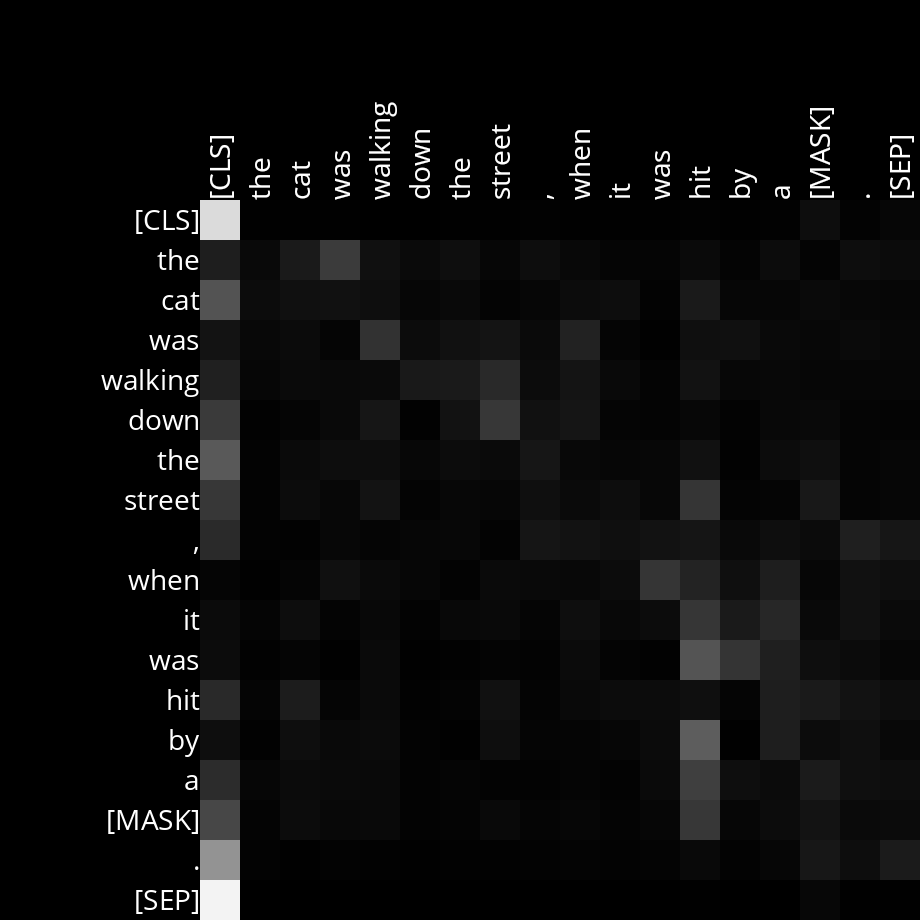 [CLS] the cat was walking down the street , when it was hit by a [MASK] . [SEP]
[CLS]
the
cat
was
walking
down
the
street
,
when
it
was
hit
by
a
[MASK]
.
[SEP]